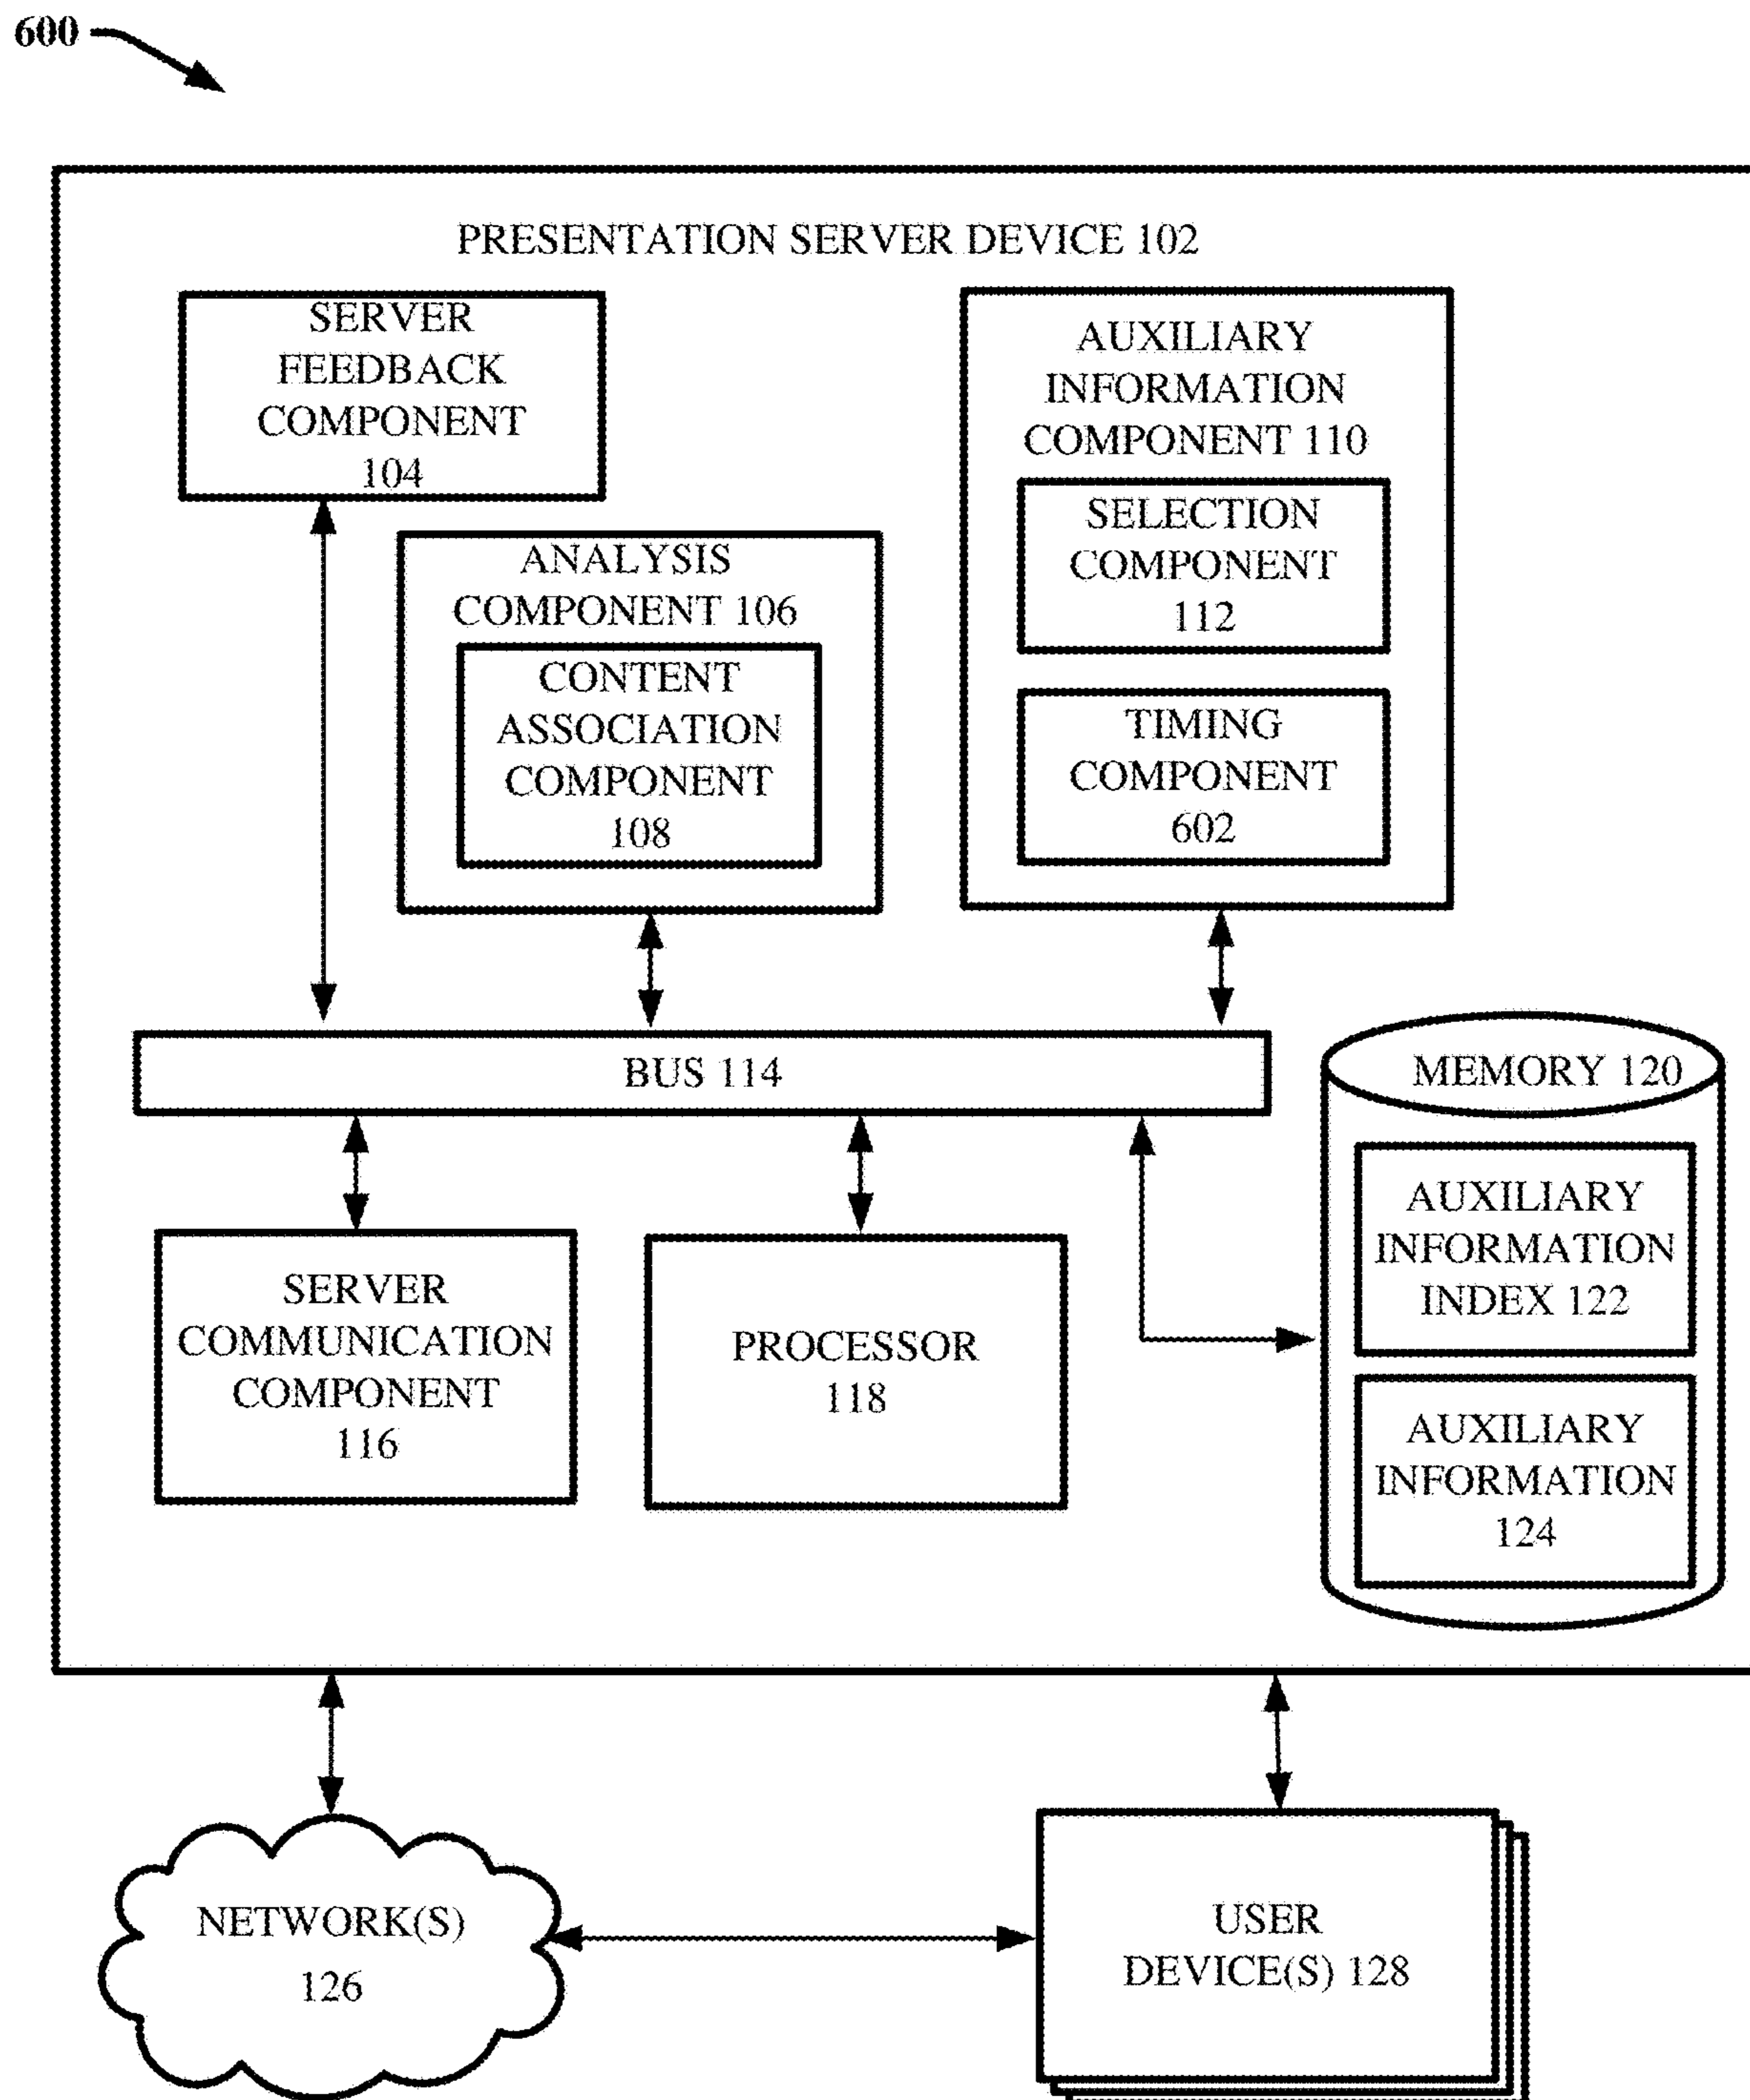 600
PRESENTATION SERVER DEVICE 102
SERVER
FEEDBACK
COMPONENT
104
AUXILIARY
INFORMATION
COMPONENT 110
SELECTION
COMPONENT
112
TIMING
COMPONENT
602
ANALYSIS
COMPONENT 106
CONTENT
ASSOCIATION
COMPONENT
108
BUS 114
MEMORY 120
AUXILIARY
INFORMATION
INDEX 122
AUXILIARY
INFORMATION
124
SERVER
COMMUNICATION
COMPONENT
116
PROCESSOR
118
NETWORK(S)
126
USER
DEVICE(S) 128